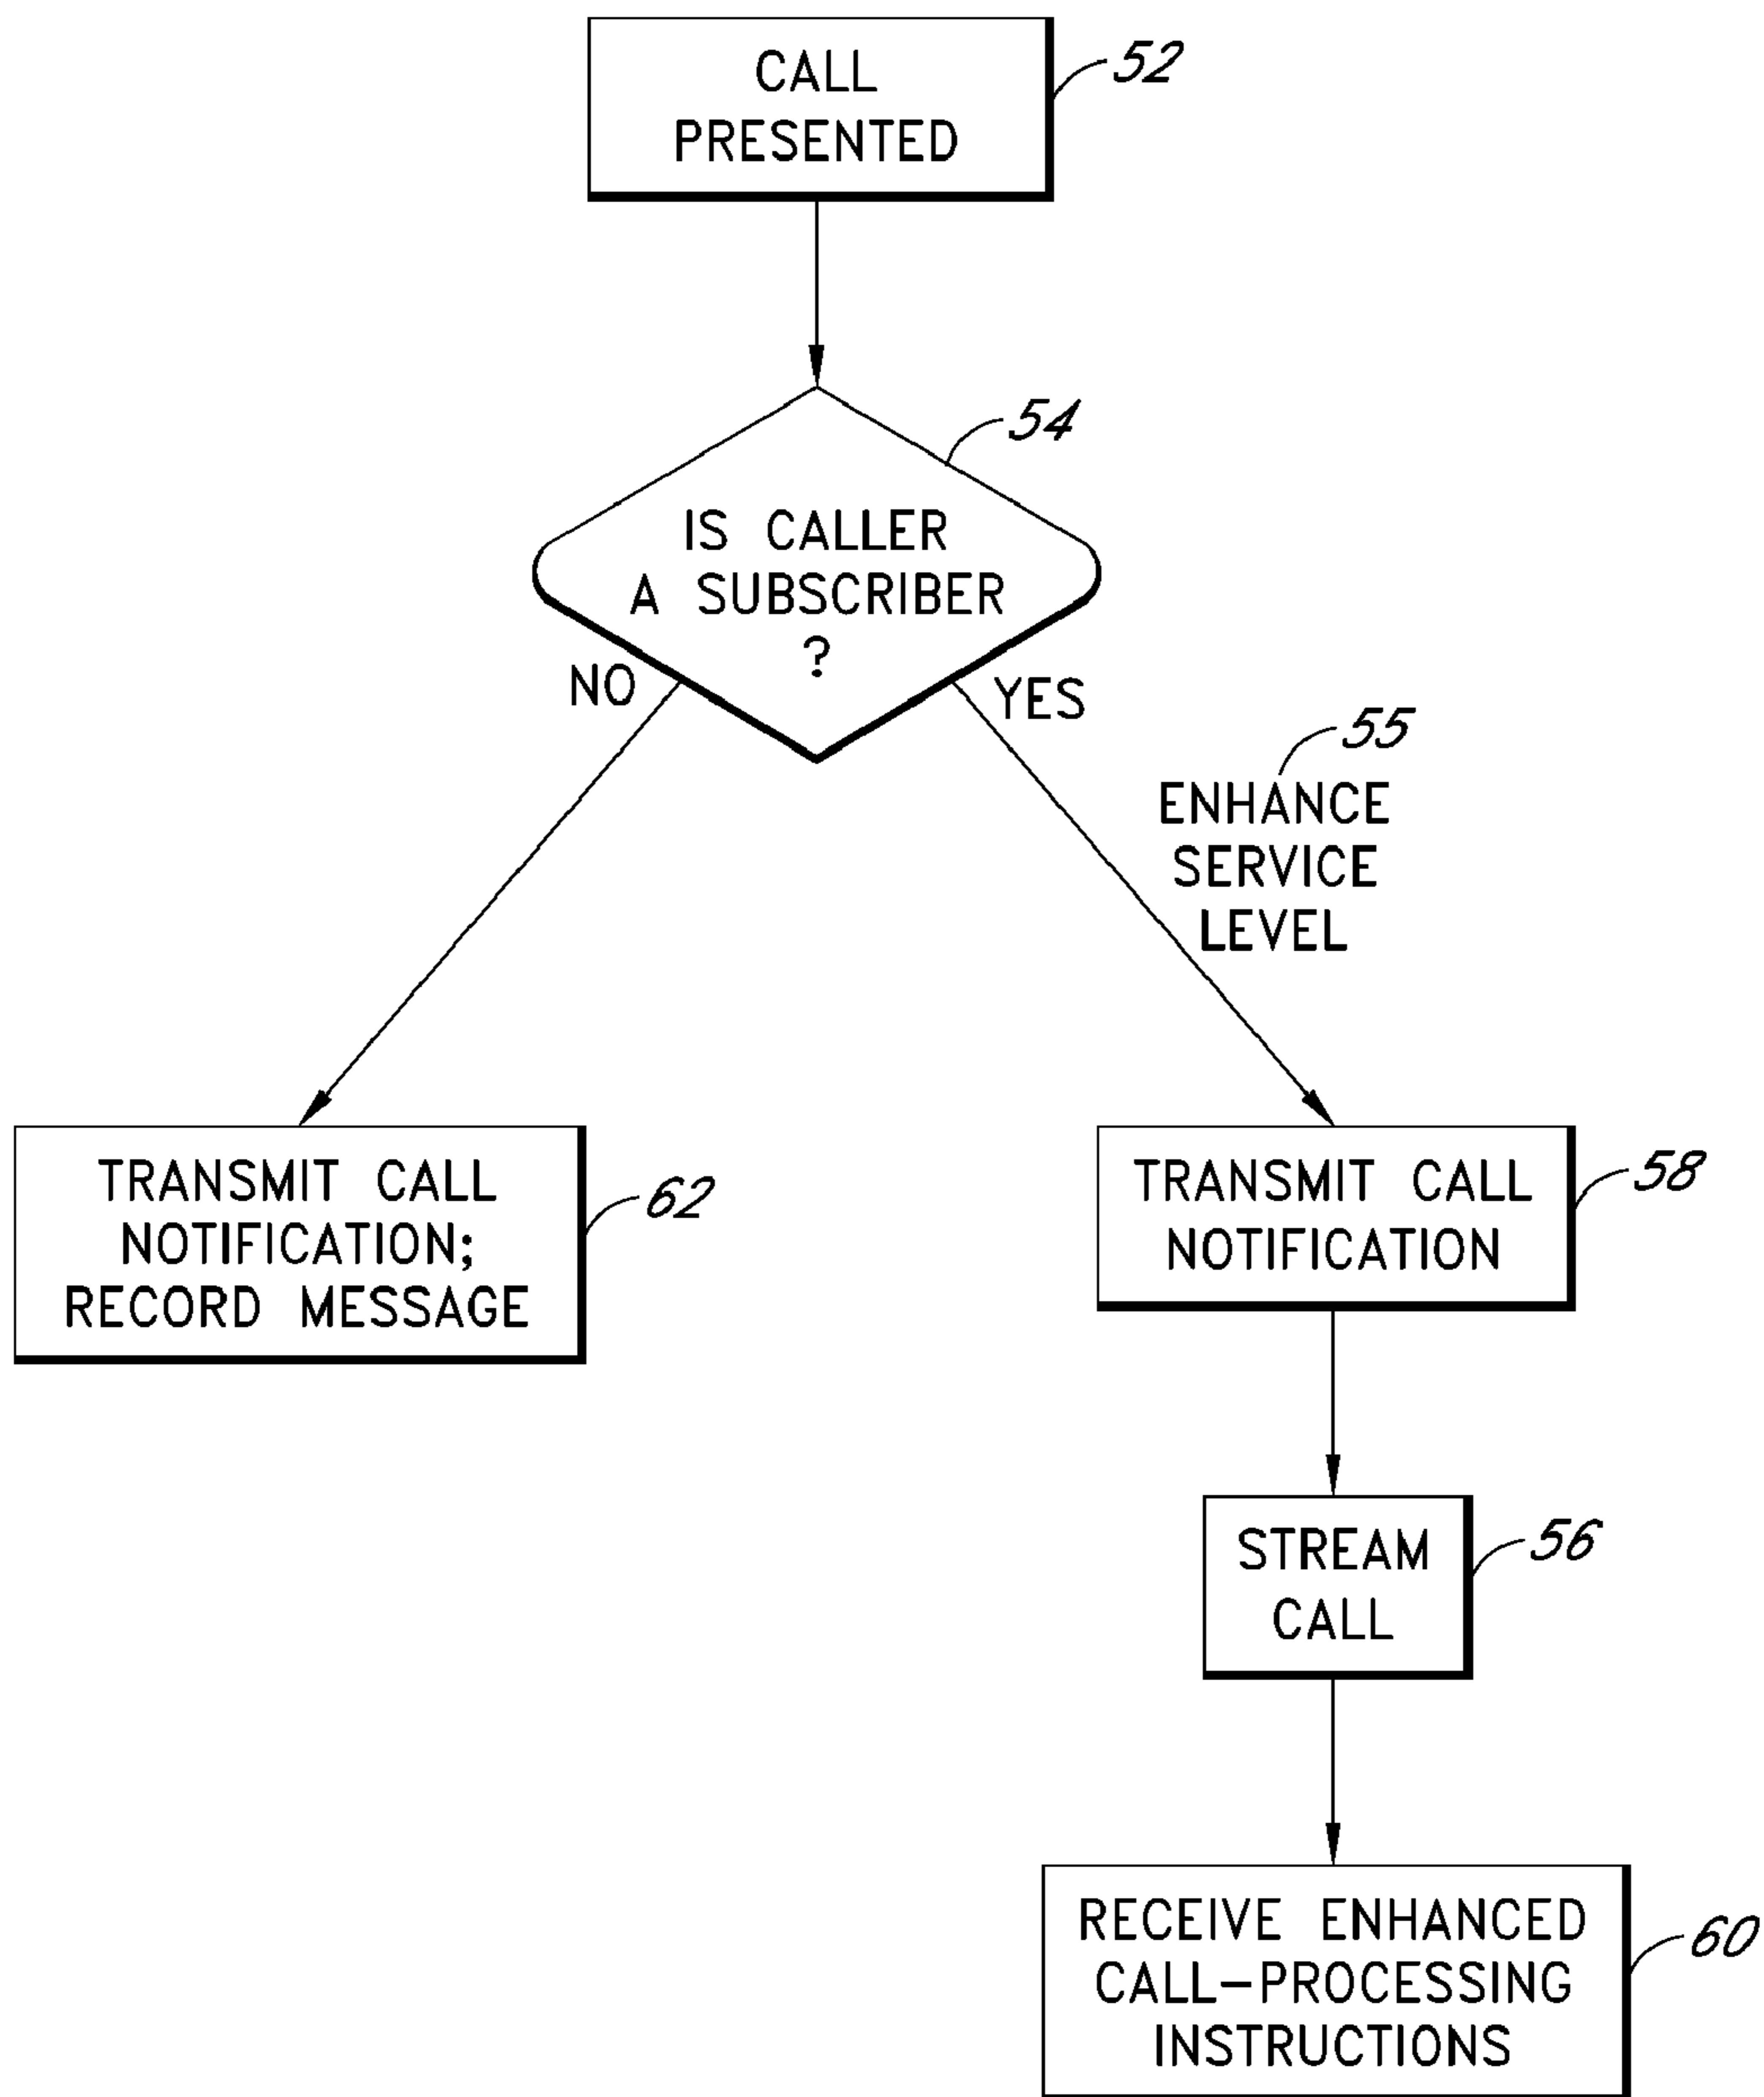 CALL
PRESENTED
52
54
IS CALLER
A SUBSCRIBER
?
NO
YES
55
ENHANCE
SERVICE
LEVEL
TRANSMIT CALL
NOTIFICATION;
RECORD MESSAGE
62
TRANSMIT CALL
NOTIFICATION
58
STREAM
CALL
56
RECEIVE ENHANCED
CALL-PROCESSING
INSTRUCTIONS
60